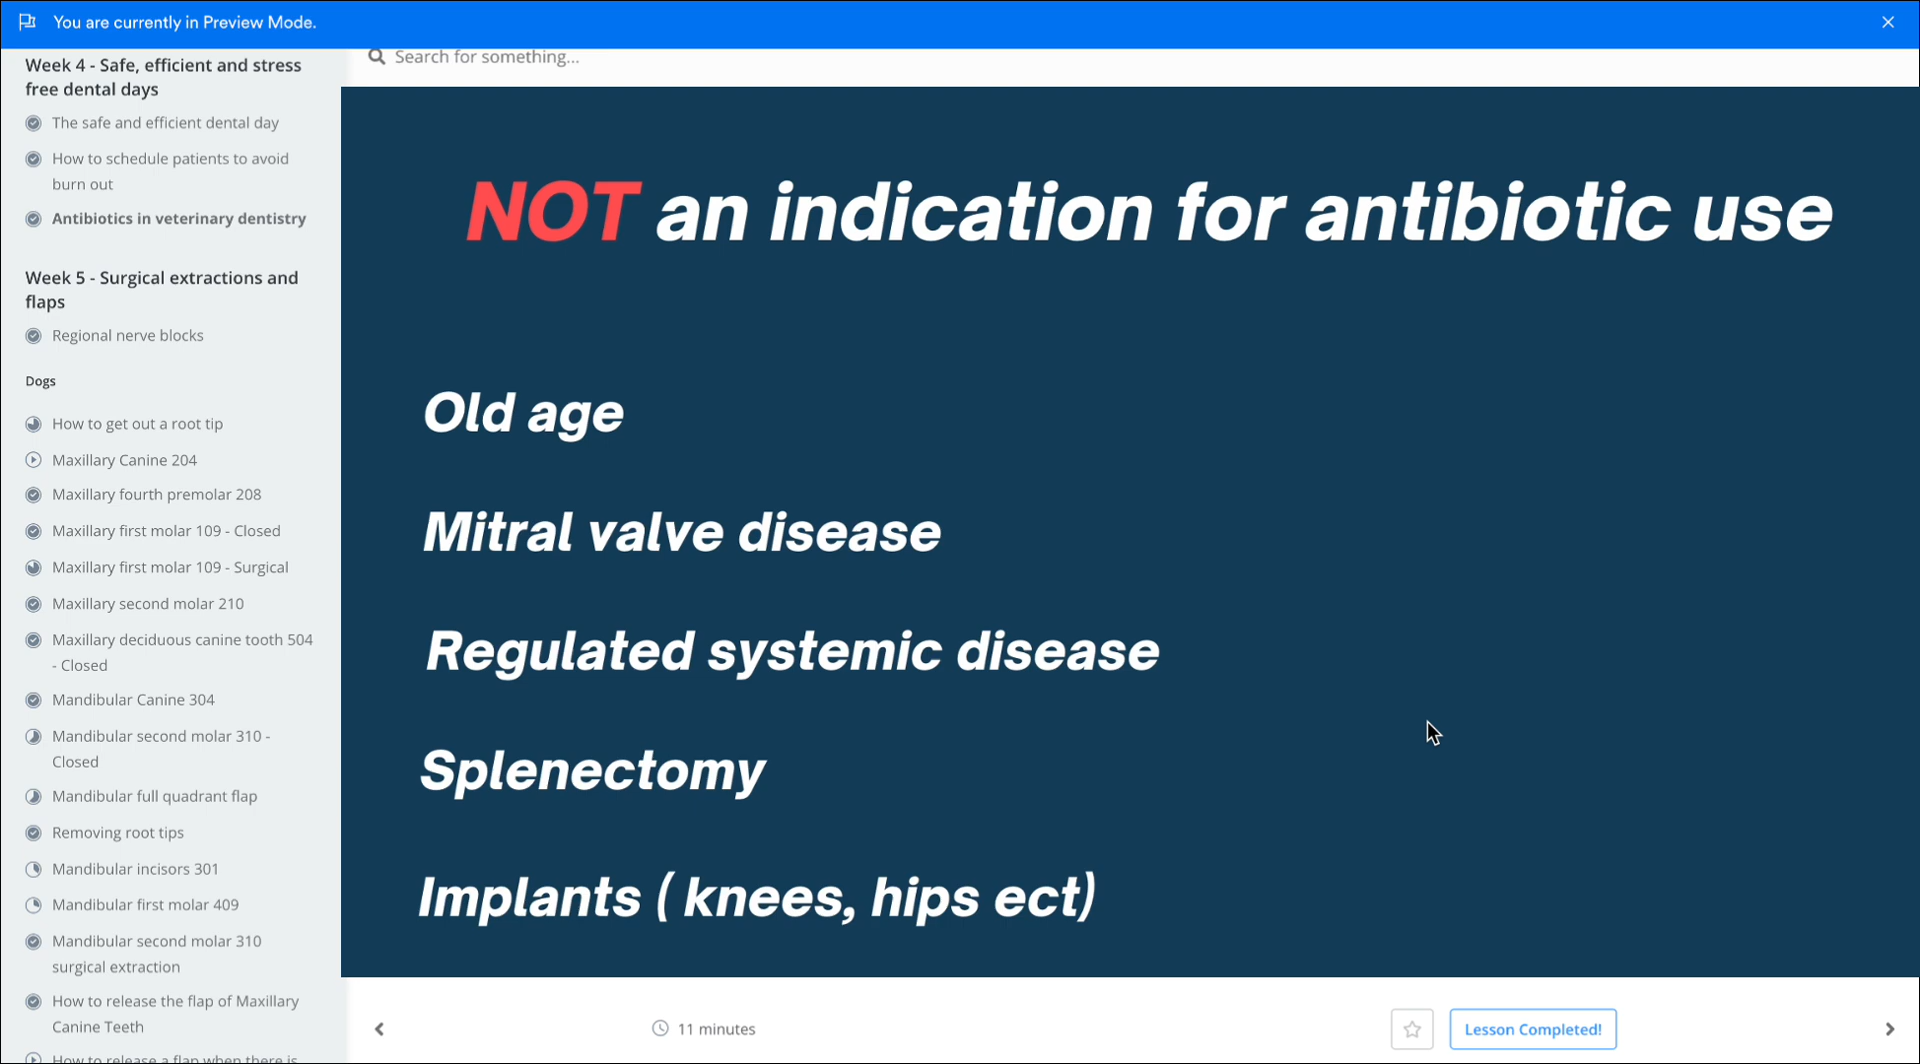 You are currently in Preview Mode.
Search for something...
Week 4 - Safe, efficient and stress
free dental days
The safe and efficient dental day
How to schedule patients to avoid
burn out
Antibiotics in veterinary dentistry
Week 5 - Surgical extractions and
flaps
Regional nerve blocks
Dogs
How to get out a root tip
Maxillary Canine 204
Maxillary fourth premolar 208
Maxillary first molar 109 - Closed
Maxillary first molar 109 - Surgical
Maxillary second molar 210
Maxillary deciduous canine tooth 504
- Closed
Mandibular Canine 304
Mandibular second molar 310 -
Closed
Mandibular full quadrant flap
Removing root tips
Mandibular incisors 301
Mandibular first molar 409
Mandibular second molar 310
surgical extraction
How to release the flap of Maxillary
Canine Teeth
How to release a flap when there is
NOT an indication for antibiotic use
Old age
Mitral valve disease
Regulated systemic disease
Splenectomy
Implants ( knees, hips ect)
11 minutes
Lesson Completed!